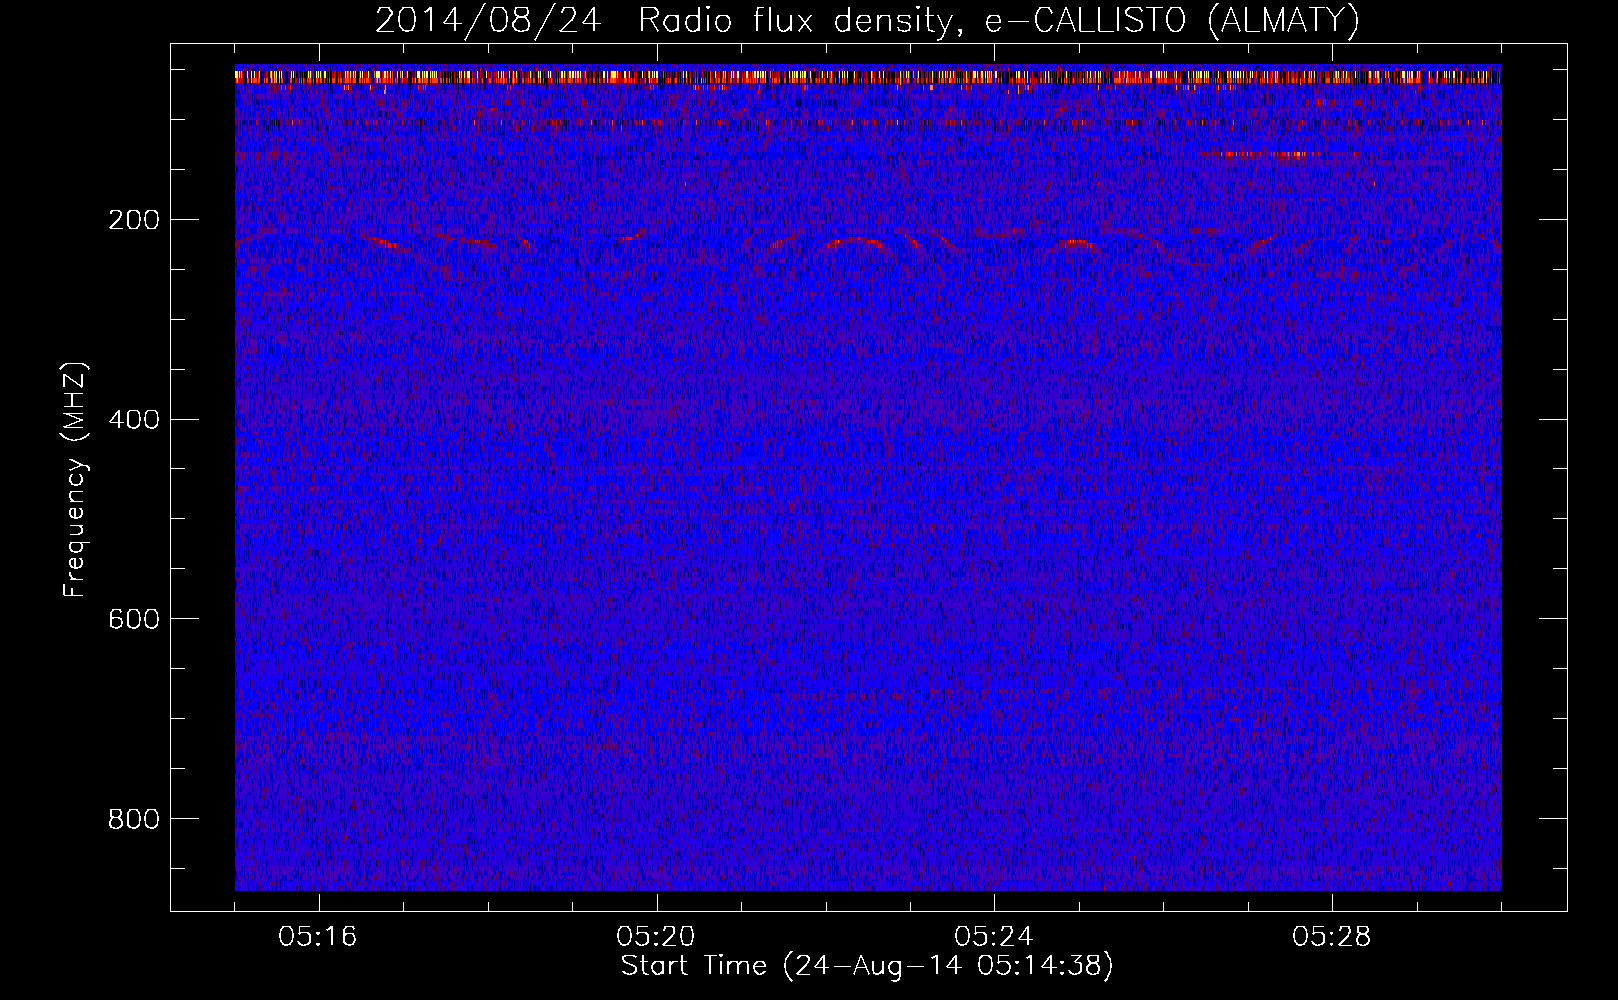 2014/08/24  Radio flux density, e-CALLISTO (ALMATY)
200
400
600
800
Frequency (MHZ)
05:16
05:20
05:24
05:28
Start Time (24-Aug-14 05:14:38)